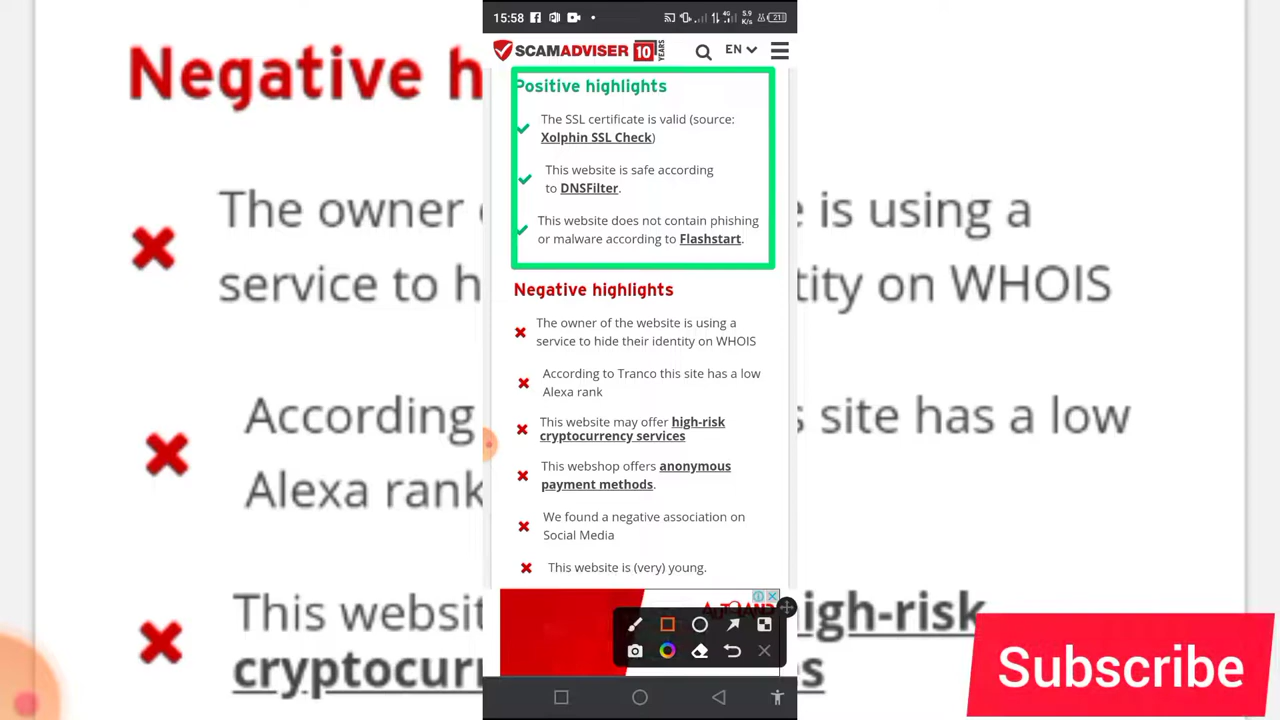 15:58
4G
5.9
K/s
21
SCAMADVISER 10 YEARS
EN
Positive highlights
The SSL certificate is valid (source:
Xolphin SSL Check)
This website is safe according
to DNSFilter.
This website does not contain phishing
or malware according to Flashstart.
Negative highlights
The owner of the website is using a
service to hide their identity on WHOIS
According to Tranco this site has a low
Alexa rank
This website may offer high-risk
cryptocurrency services
This webshop offers anonymous
payment methods.
We found a negative association on
Social Media
This website is (very) young.
Negative h
The owner
e is using a
service to h
tity on WHOIS
According
s site has a low
Alexa rank
This websit
igh-risk
cryptocurr
es
Subscribe